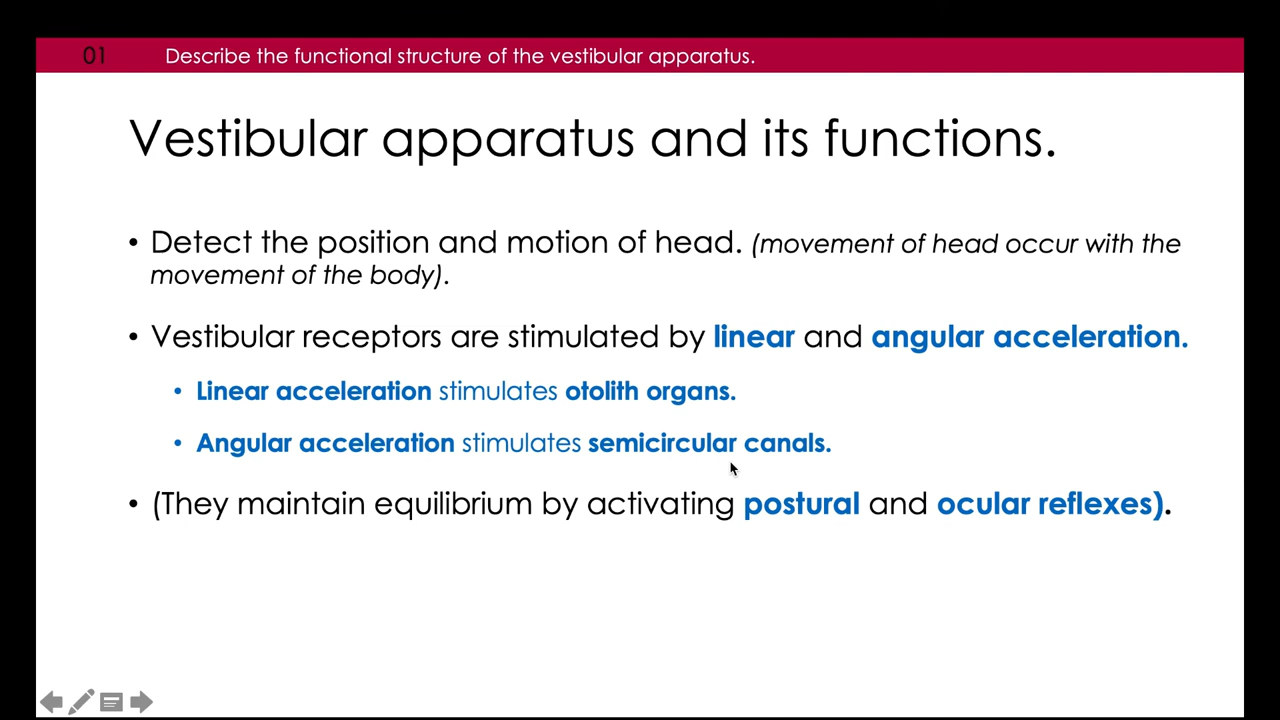 01 Describe the functional structure of the vestibular apparatus.
Vestibular apparatus and its functions.
• Detect the position and motion of head. (movement of head occur with the
movement of the body).
• Vestibular receptors are stimulated by linear and angular acceleration.
• Linear acceleration stimulates otolith organs.
• Angular acceleration stimulates semicircular canals.
• (They maintain equilibrium by activating postural and ocular reflexes).